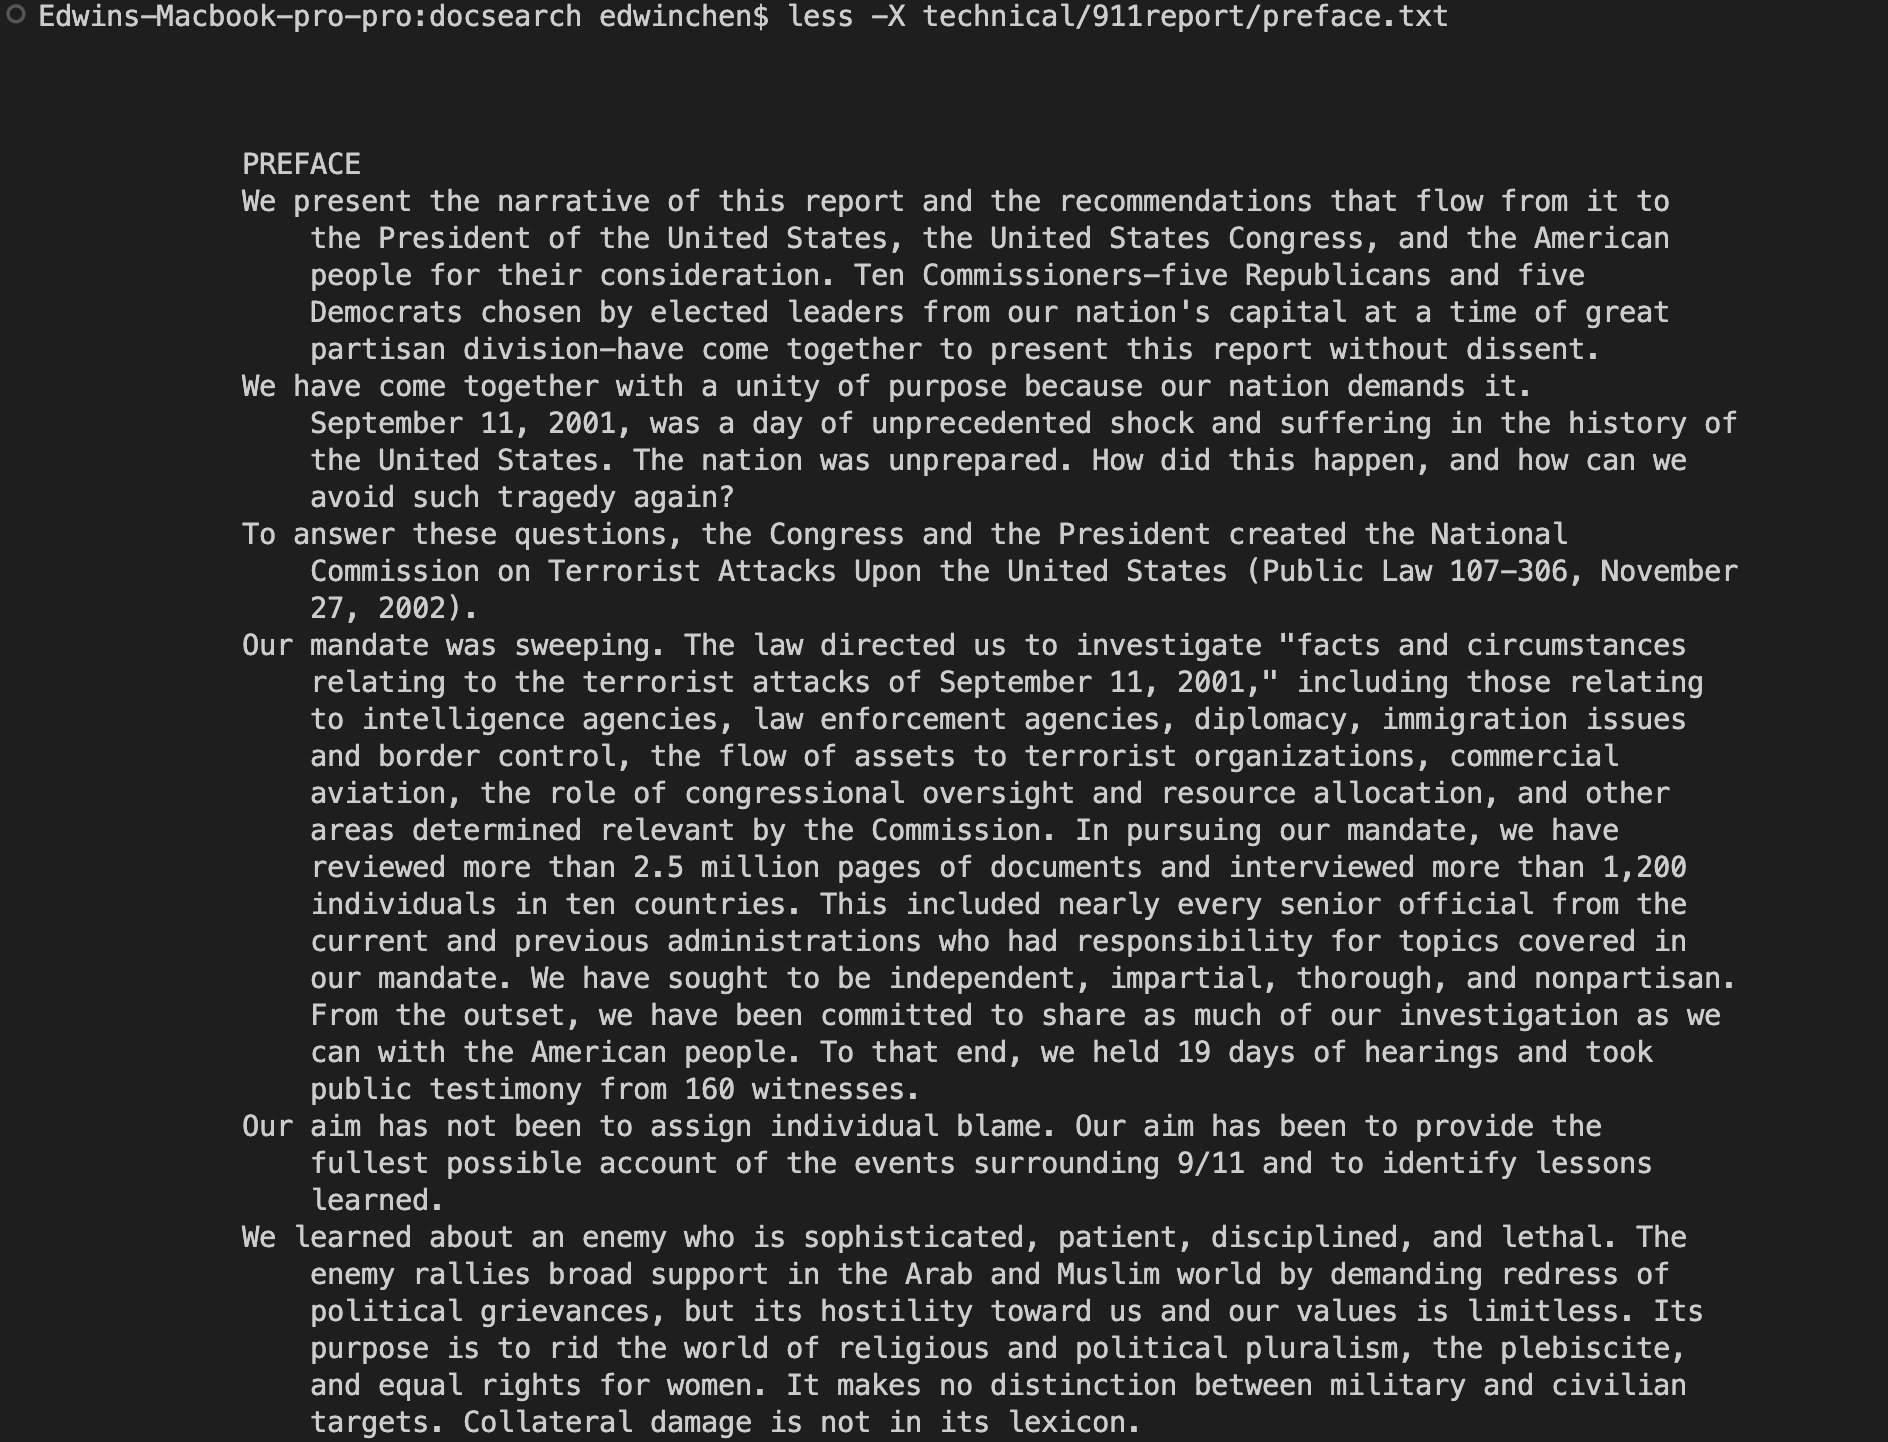 Edwins-Macbook-pro-pro:docsearch edwinchen$ less -X technical/911report/preface.txt
PREFACE
We present the narrative of this report and the recommendations that flow from it to
the President of the United States, the United States Congress, and the American
people for their consideration. Ten Commissioners-five Republicans and five
Democrats chosen by elected leaders from our nation's capital at a time of great
partisan division-have come together to present this report without dissent.
We have come together with a unity of purpose because our nation demands it.
September 11, 2001, was a day of unprecedented shock and suffering in the history of
the United States. The nation was unprepared. How did this happen, and how can we
avoid such tragedy again?
To answer these questions, the Congress and the President created the National
Commission on Terrorist Attacks Upon the United States (Public Law 107-306, November
27, 2002).
Our mandate was sweeping. The law directed us to investigate "facts and circumstances
relating to the terrorist attacks of September 11, 2001," including those relating
to intelligence agencies, law enforcement agencies, diplomacy, immigration issues
and border control, the flow of assets to terrorist organizations, commercial
aviation, the role of congressional oversight and resource allocation, and other
areas determined relevant by the Commission. In pursuing our mandate, we have
reviewed more than 2.5 million pages of documents and interviewed more than 1,200
individuals in ten countries. This included nearly every senior official from the
current and previous administrations who had responsibility for topics covered in
our mandate. We have sought to be independent, impartial, thorough, and nonpartisan.
From the outset, we have been committed to share as much of our investigation as we
can with the American people. To that end, we held 19 days of hearings and took
public testimony from 160 witnesses.
Our aim has not been to assign individual blame. Our aim has been to provide the
fullest possible account of the events surrounding 9/11 and to identify lessons
learned.
We learned about an enemy who is sophisticated, patient, disciplined, and lethal. The
enemy rallies broad support in the Arab and Muslim world by demanding redress of
political grievances, but its hostility toward us and our values is limitless. Its
purpose is to rid the world of religious and political pluralism, the plebiscite,
and equal rights for women. It makes no distinction between military and civilian
targets. Collateral damage is not in its lexicon.